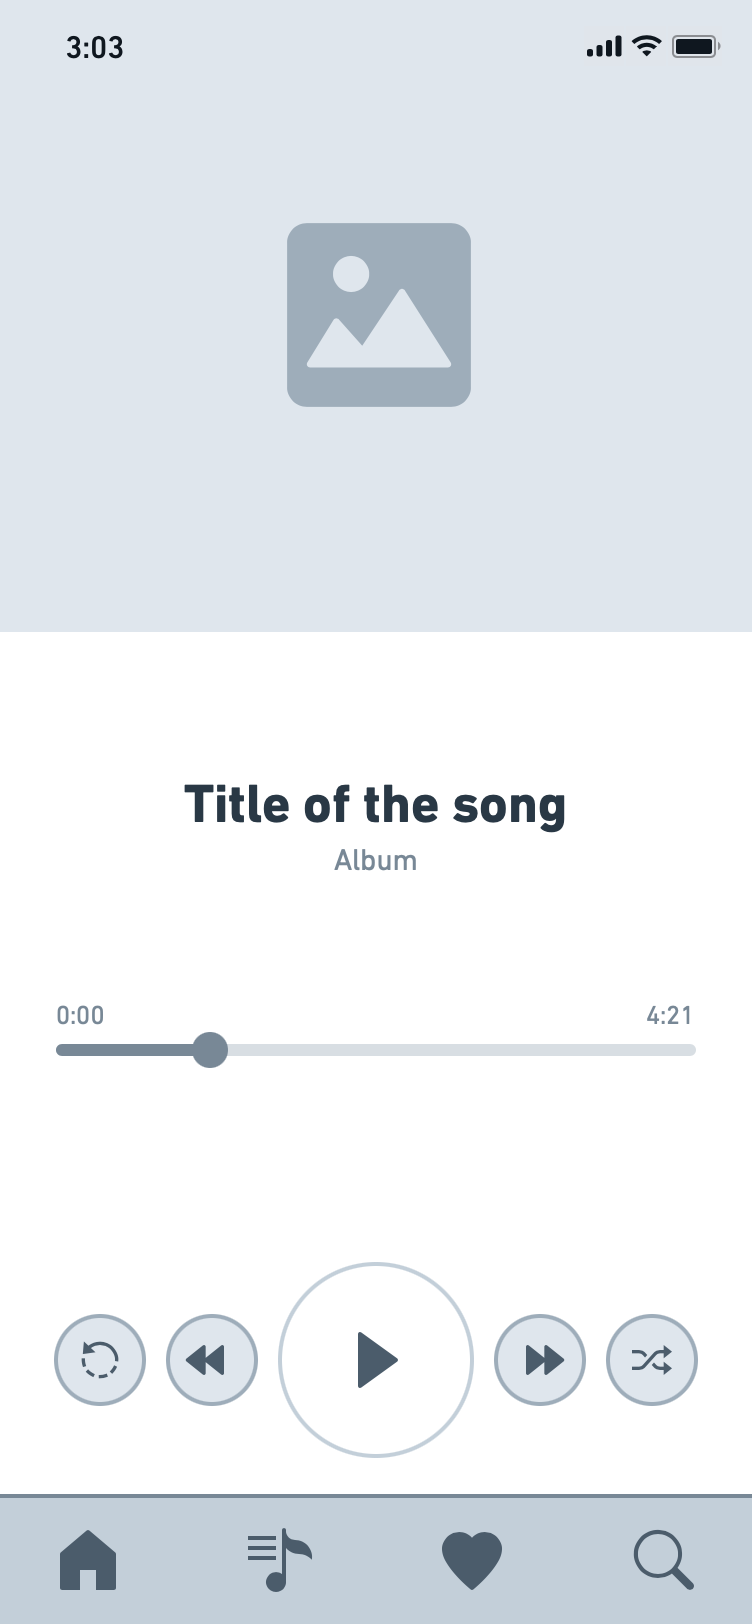 3:03
Title of the song
Album
0:00 4:21